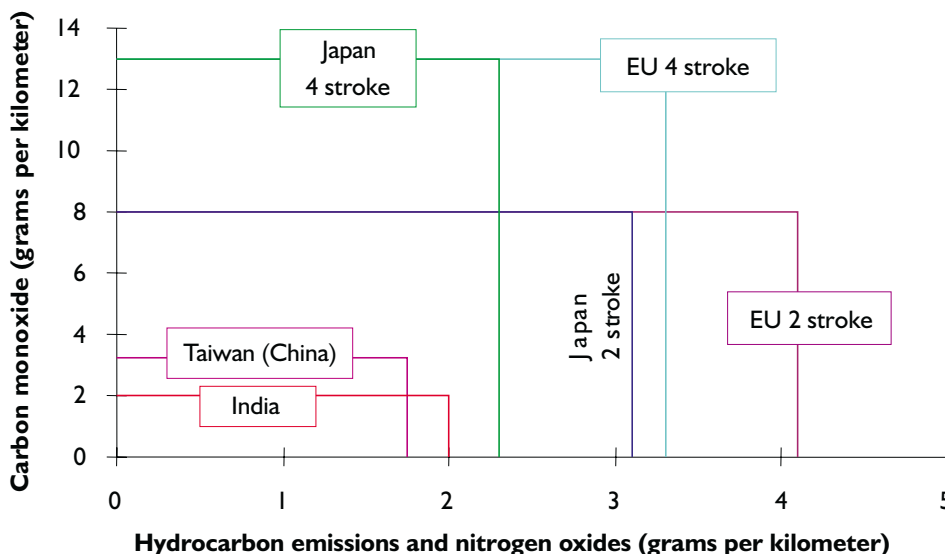 Carbon monoxide (grams per kilometer)
14
12
10
8
6
4
2
0
Japan
4 stroke
EU 4 stroke
Japan
2 stroke
EU 2 stroke
Taiwan (China)
India
0 1 2 3 4 5
Hydrocarbon emissions and nitrogen oxides (grams per kilometer)